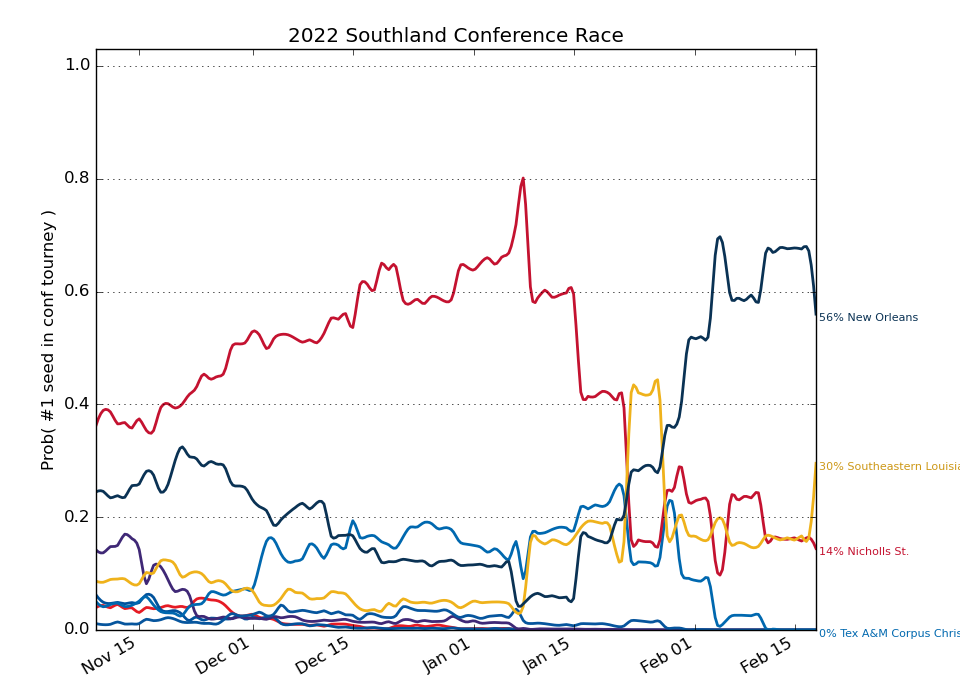 2022 Southland Conference Race
Prob( #1 seed in conf tourney )
1.0
0.8
0.6
0.4
0.2
0.0
56% New Orleans
30% Southeastern Louisia
14% Nicholls St.
0% Tex A&M Corpus Chris
Nov 15
Dec 01
Dec 15
Jan 01
Jan 15
Feb 01
Feb 15